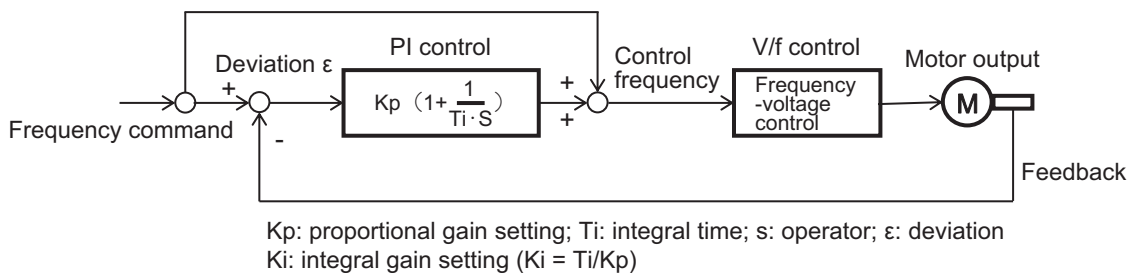 PI control
V/f control
Deviation ε
Control
frequency
Motor output
+
+
+
-
Kp (1+ 1
Ti·S )
Frequency
-voltage
control
M
Frequency command
Feedback
Kp: proportional gain setting; Ti: integral time; s: operator; ε: deviation
Ki: integral gain setting (Ki = Ti/Kp)